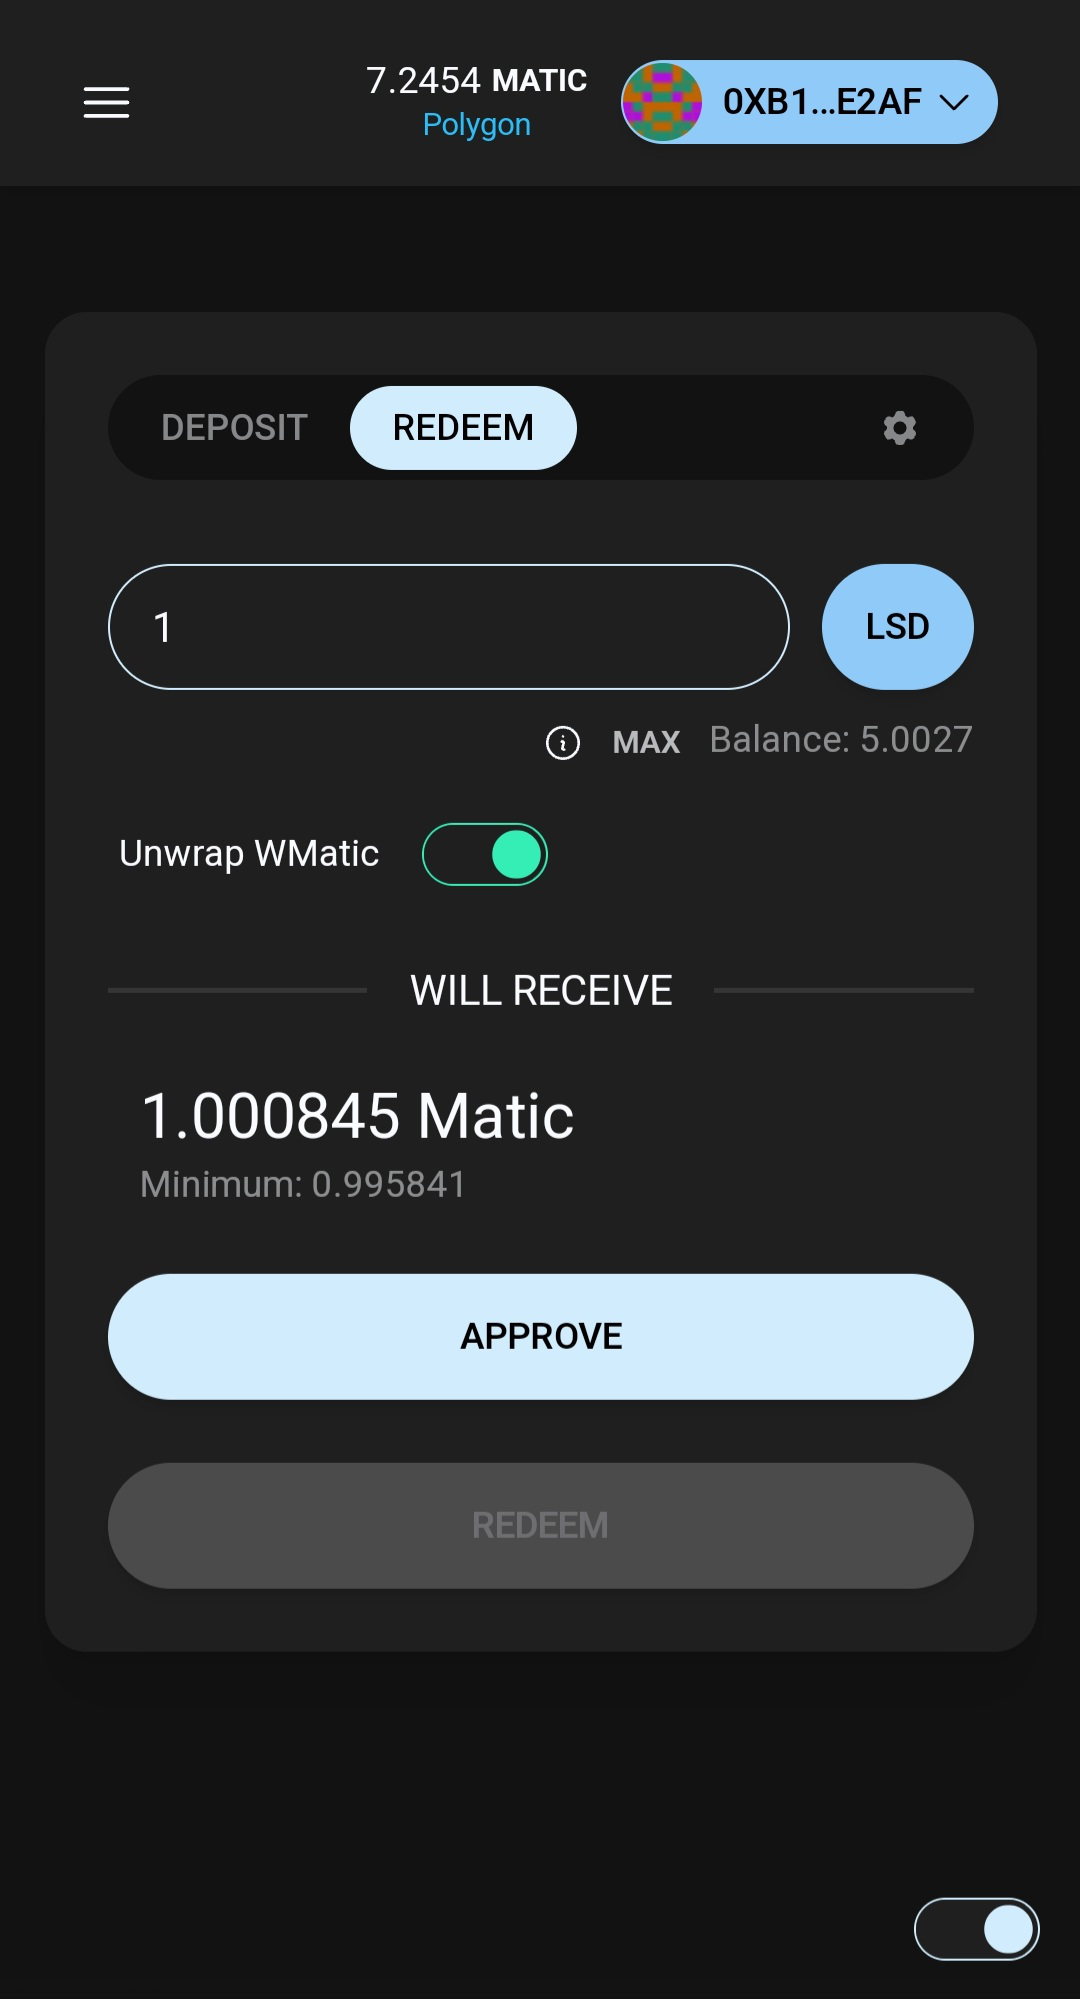 7.2454 MATIC
Polygon
0XB1...E2AF
DEPOSIT
REDEEM
1
LSD
MAX
Balance: 5.0027
Unwrap WMatic
WILL RECEIVE
1.000845 Matic
Minimum: 0.995841
APPROVE
REDEEM